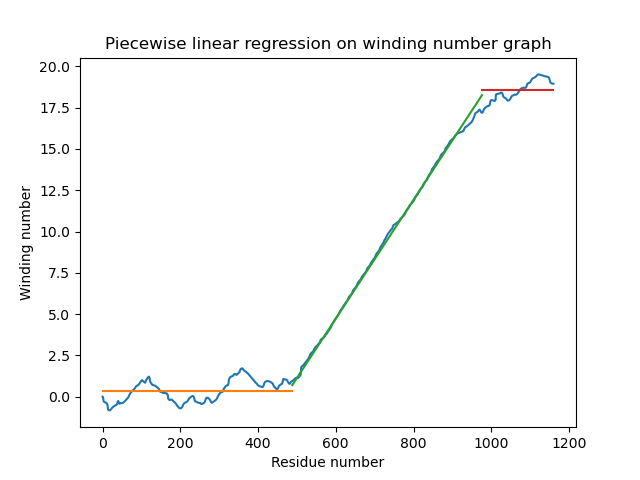 Piecewise linear regression on winding number graph
20.0
17.5
15.0
12.5
10.0
7.5
5.0
2.5
0.0
Winding number
0 200 400 600 800 1000 1200
Residue number